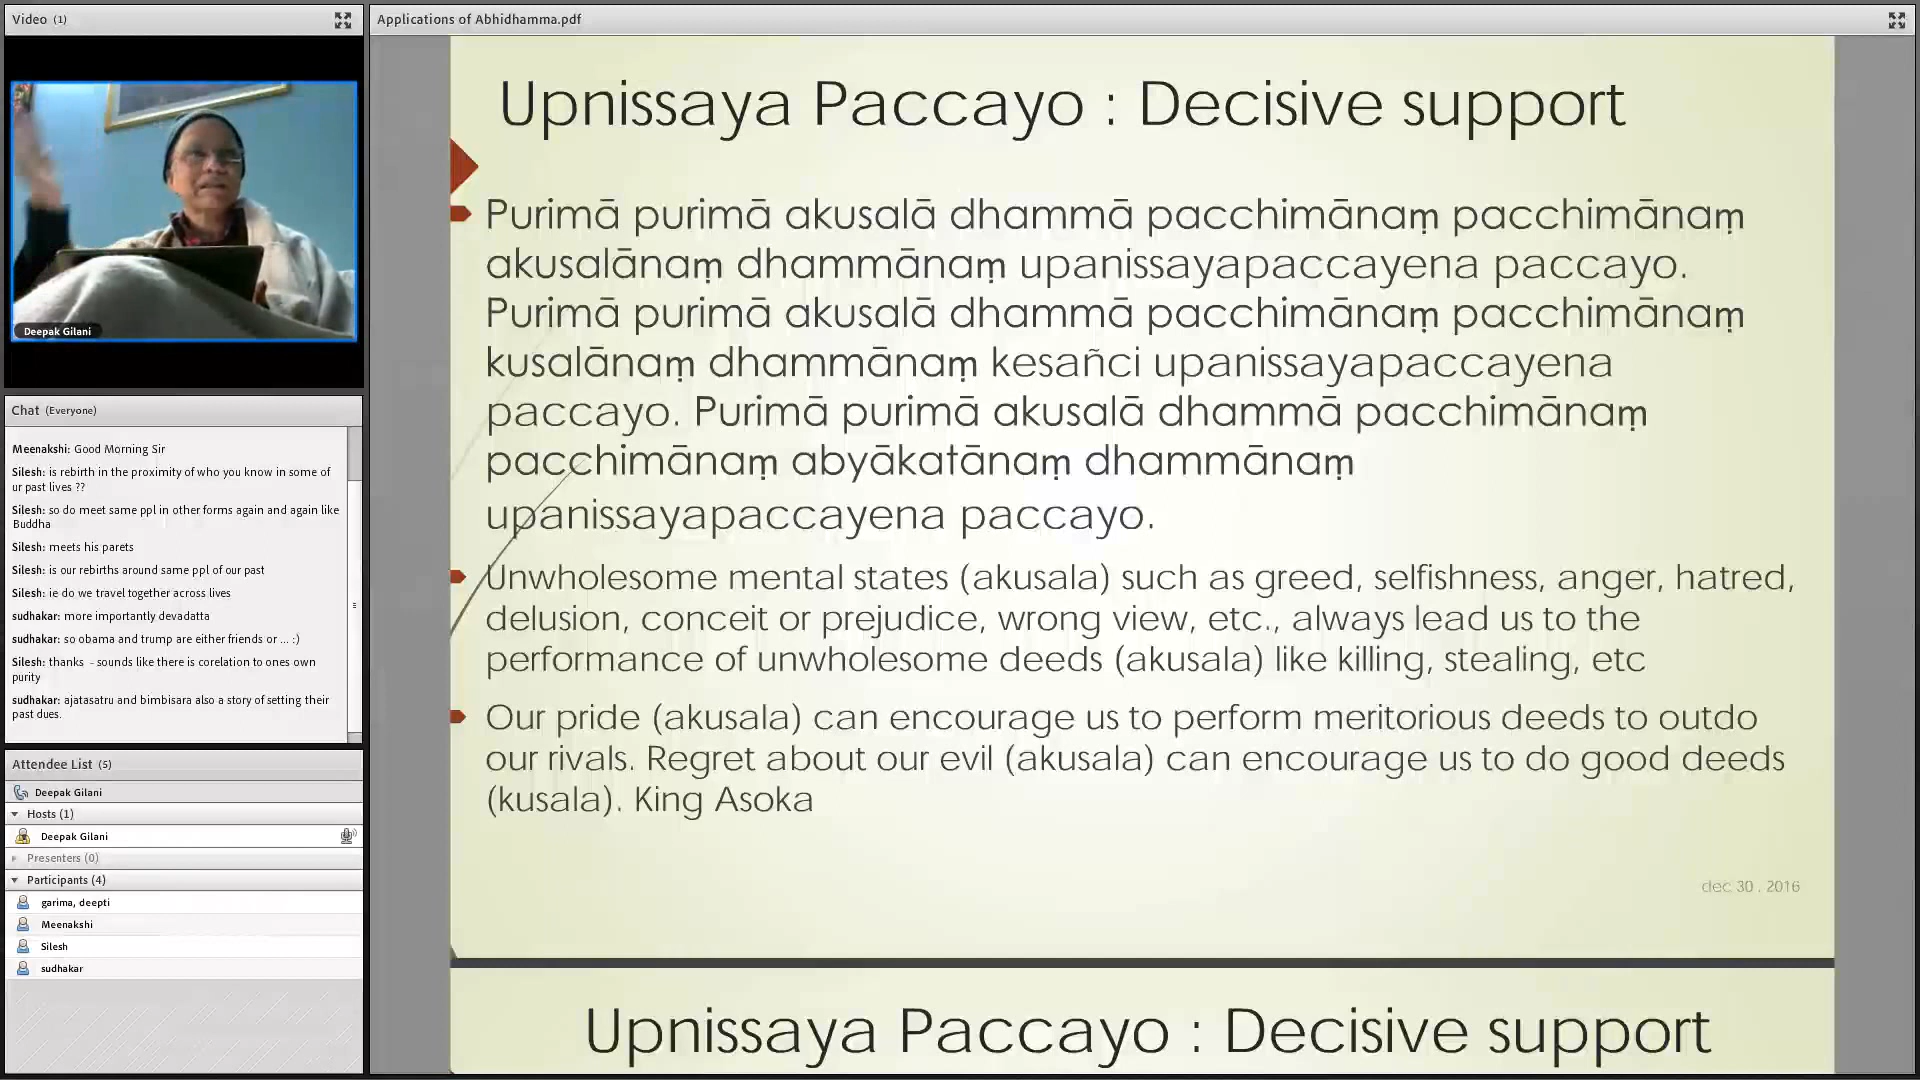 Video (1)
Deepak Gilani
Chat (Everyone)
Meenakshi: Good Morning Sir
Silesh: is rebirth in the proximity of who you know in some of
ur past lives ??
Silesh: so do meet same ppl in other forms again and again like
Buddha
Silesh: meets his parets
Silesh: is our rebirths around same ppl of our past
Silesh: ie do we travel together across lives
sudhakar: more importantly devadatta
sudhakar: so obama and trump are either friends or ... :)
Silesh: thanks - sounds like there is corelation to ones own
purity
sudhakar: ajatasatru and bimbisara also a story of setting their
past dues.
Attendee List (5)
Deepak Gilani
Hosts (1)
Deepak Gilani
Presenters (0)
Participants (4)
garima, deepti
Meenakshi
Silesh
sudhakar
Applications of Abhidhamma.pdf
Upnissaya Paccayo : Decisive support
Purimā purimā akusalā dhammā pacchimānaṃ pacchimānaṃ
akusalānaṃ dhammānaṃ upanissayapaccayena paccayo.
Purimā purimā akusalā dhammā pacchimānaṃ pacchimānaṃ
kusalānaṃ dhammānaṃ kesañci upanissayapaccayena
paccayo. Purimā purimā akusalā dhammā pacchimānaṃ
pacchimānaṃ abyākatānaṃ dhammānaṃ
upanissayapaccayena paccayo.
Unwholesome mental states (akusala) such as greed, selfishness, anger, hatred,
delusion, conceit or prejudice, wrong view, etc., always lead us to the
performance of unwholesome deeds (akusala) like killing, stealing, etc
Our pride (akusala) can encourage us to perform meritorious deeds to outdo
our rivals. Regret about our evil (akusala) can encourage us to do good deeds
(kusala). King Asoka
dec 30 . 2016
Upnissaya Paccayo : Decisive support